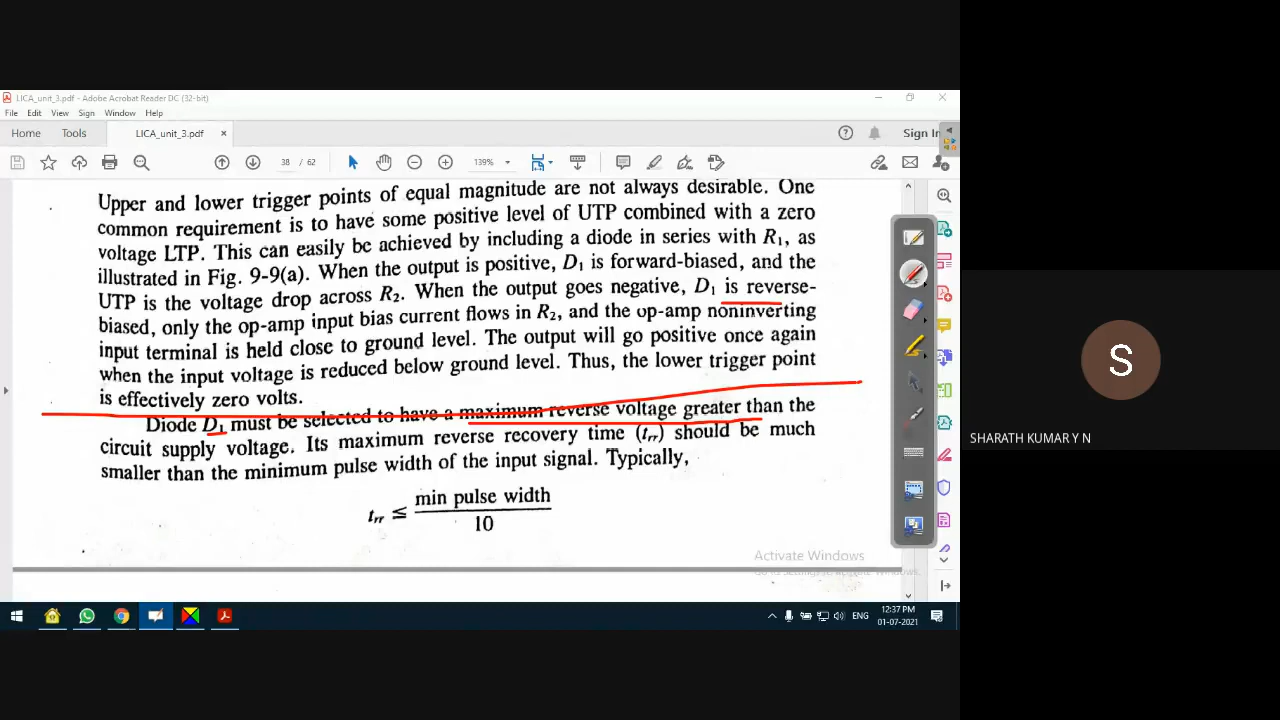 LICA_unit_3.pdf - Adobe Acrobat Reader DC (32-bit)
File Edit View Sign Window Help
Home Tools LICA_unit_3.pdf × Sign In
38 / 62 139%
Upper and lower trigger points of equal magnitude are not always desirable. One
common requirement is to have some positive level of UTP combined with a zero
voltage LTP. This can easily be achieved by including a diode in series with R1, as
illustrated in Fig. 9-9(a). When the output is positive, D1 is forward-biased, and the
UTP is the voltage drop across R2. When the output goes negative, D1 is reverse-
biased, only the op-amp input bias current flows in R2, and the op-amp noninverting
input terminal is held close to ground level. The output will go positive once again
when the input voltage is reduced below ground level. Thus, the lower trigger point
is effectively zero volts.
Diode D1 must be selected to have a maximum reverse voltage greater than the
circuit supply voltage. Its maximum reverse recovery time (trr) should be much
smaller than the minimum pulse width of the input signal. Typically,
trr ≤ min pulse width
10
S
SHARATH KUMAR Y N
Activate Windows
Go to Settings to activate Windows.
ENG
12:37 PM
01-07-2021